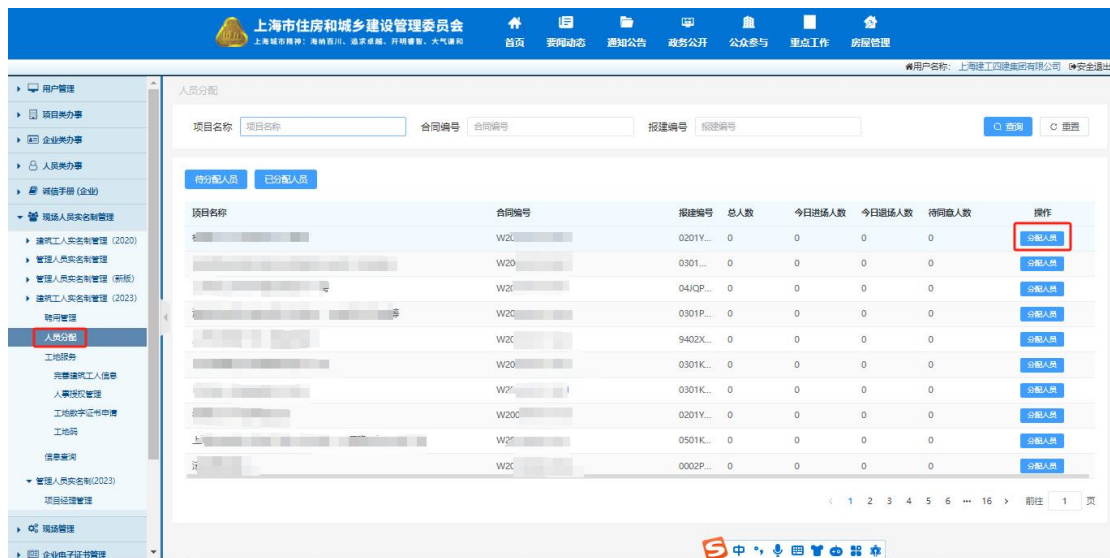 上海市住房和城乡建设管理委员会
上海城市精神：海纳百川、追求卓越、开明睿智、大气谦和
首页 要闻动态 通知公告 政务公开 公众参与 重点工作 房屋管理
用户名称： 上海建工四建集团有限公司 安全退出
用户管理
项目类办事
企业类办事
人员类办事
诚信手册(企业)
现场人员实名制管理
建筑工人实名制管理（2020）
管理人员实名制管理
管理人员实名制管理（新版）
建筑工人实名制管理（2023）
聘用管理
人员分配
工地服务
完善建筑工人信息
人事授权管理
工地数字证书申请
工地码
信息查询
管理人员实名制(2023)
项目经理管理
现场管理
企业电子证书管理
人员分配
项目名称 项目名称 合同编号 合同编号 报建编号 报建编号 查询 重置
待分配人员 已分配人员
项目名称 合同编号 报建编号 总人数 今日进场人数 今日退场人数 待同意人数 操作
W20 0201Y... 0 0 0 0 分配人员
W20 0301... 0 0 0 0 分配人员
W20 04JQP... 0 0 0 0 分配人员
W20 0301P... 0 0 0 0 分配人员
W20 9402X... 0 0 0 0 分配人员
W20 0301K... 0 0 0 0 分配人员
W2 0301K... 0 0 0 0 分配人员
W200 0201Y... 0 0 0 0 分配人员
上 W2 0501K... 0 0 0 0 分配人员
W20 0002P... 0 0 0 0 分配人员
< 1 2 3 4 5 6 ... 16 > 前往 1 页
中